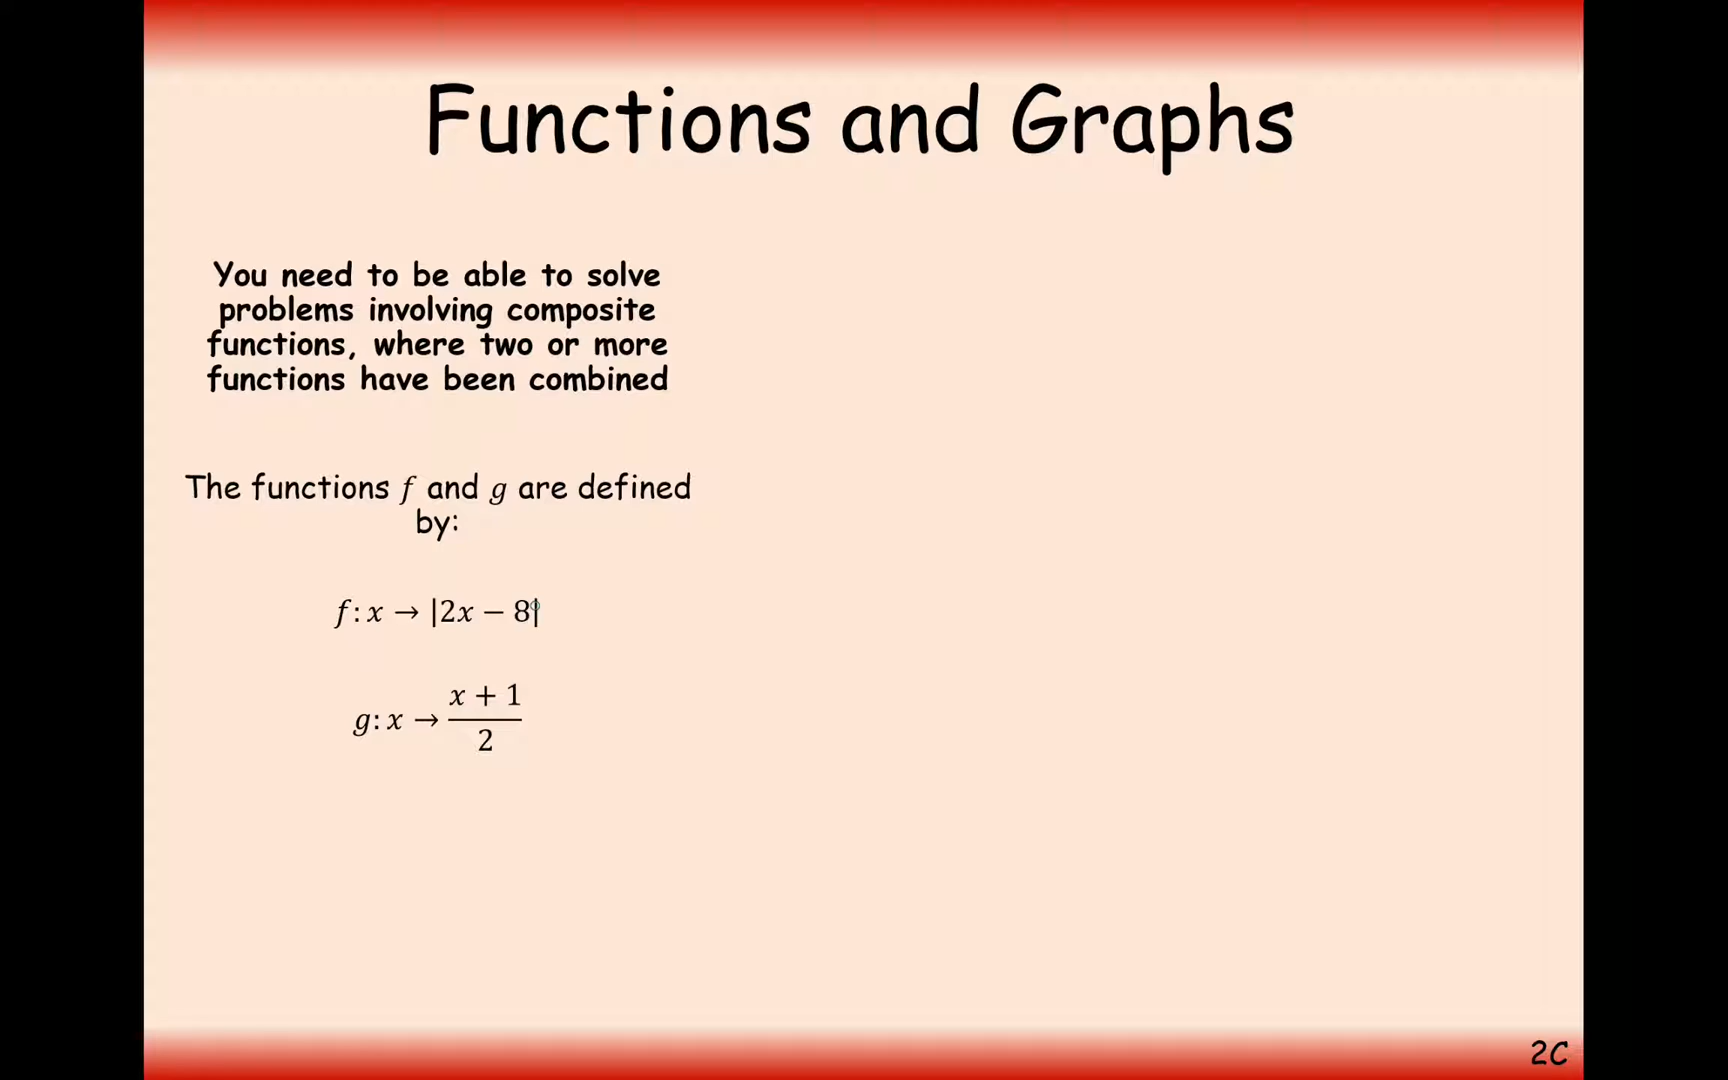 Functions and Graphs
You need to be able to solve
problems involving composite
functions, where two or more
functions have been combined
The functions f and g are defined
by:
f: x → |2x − 8|
g: x → (x + 1)/2
2C